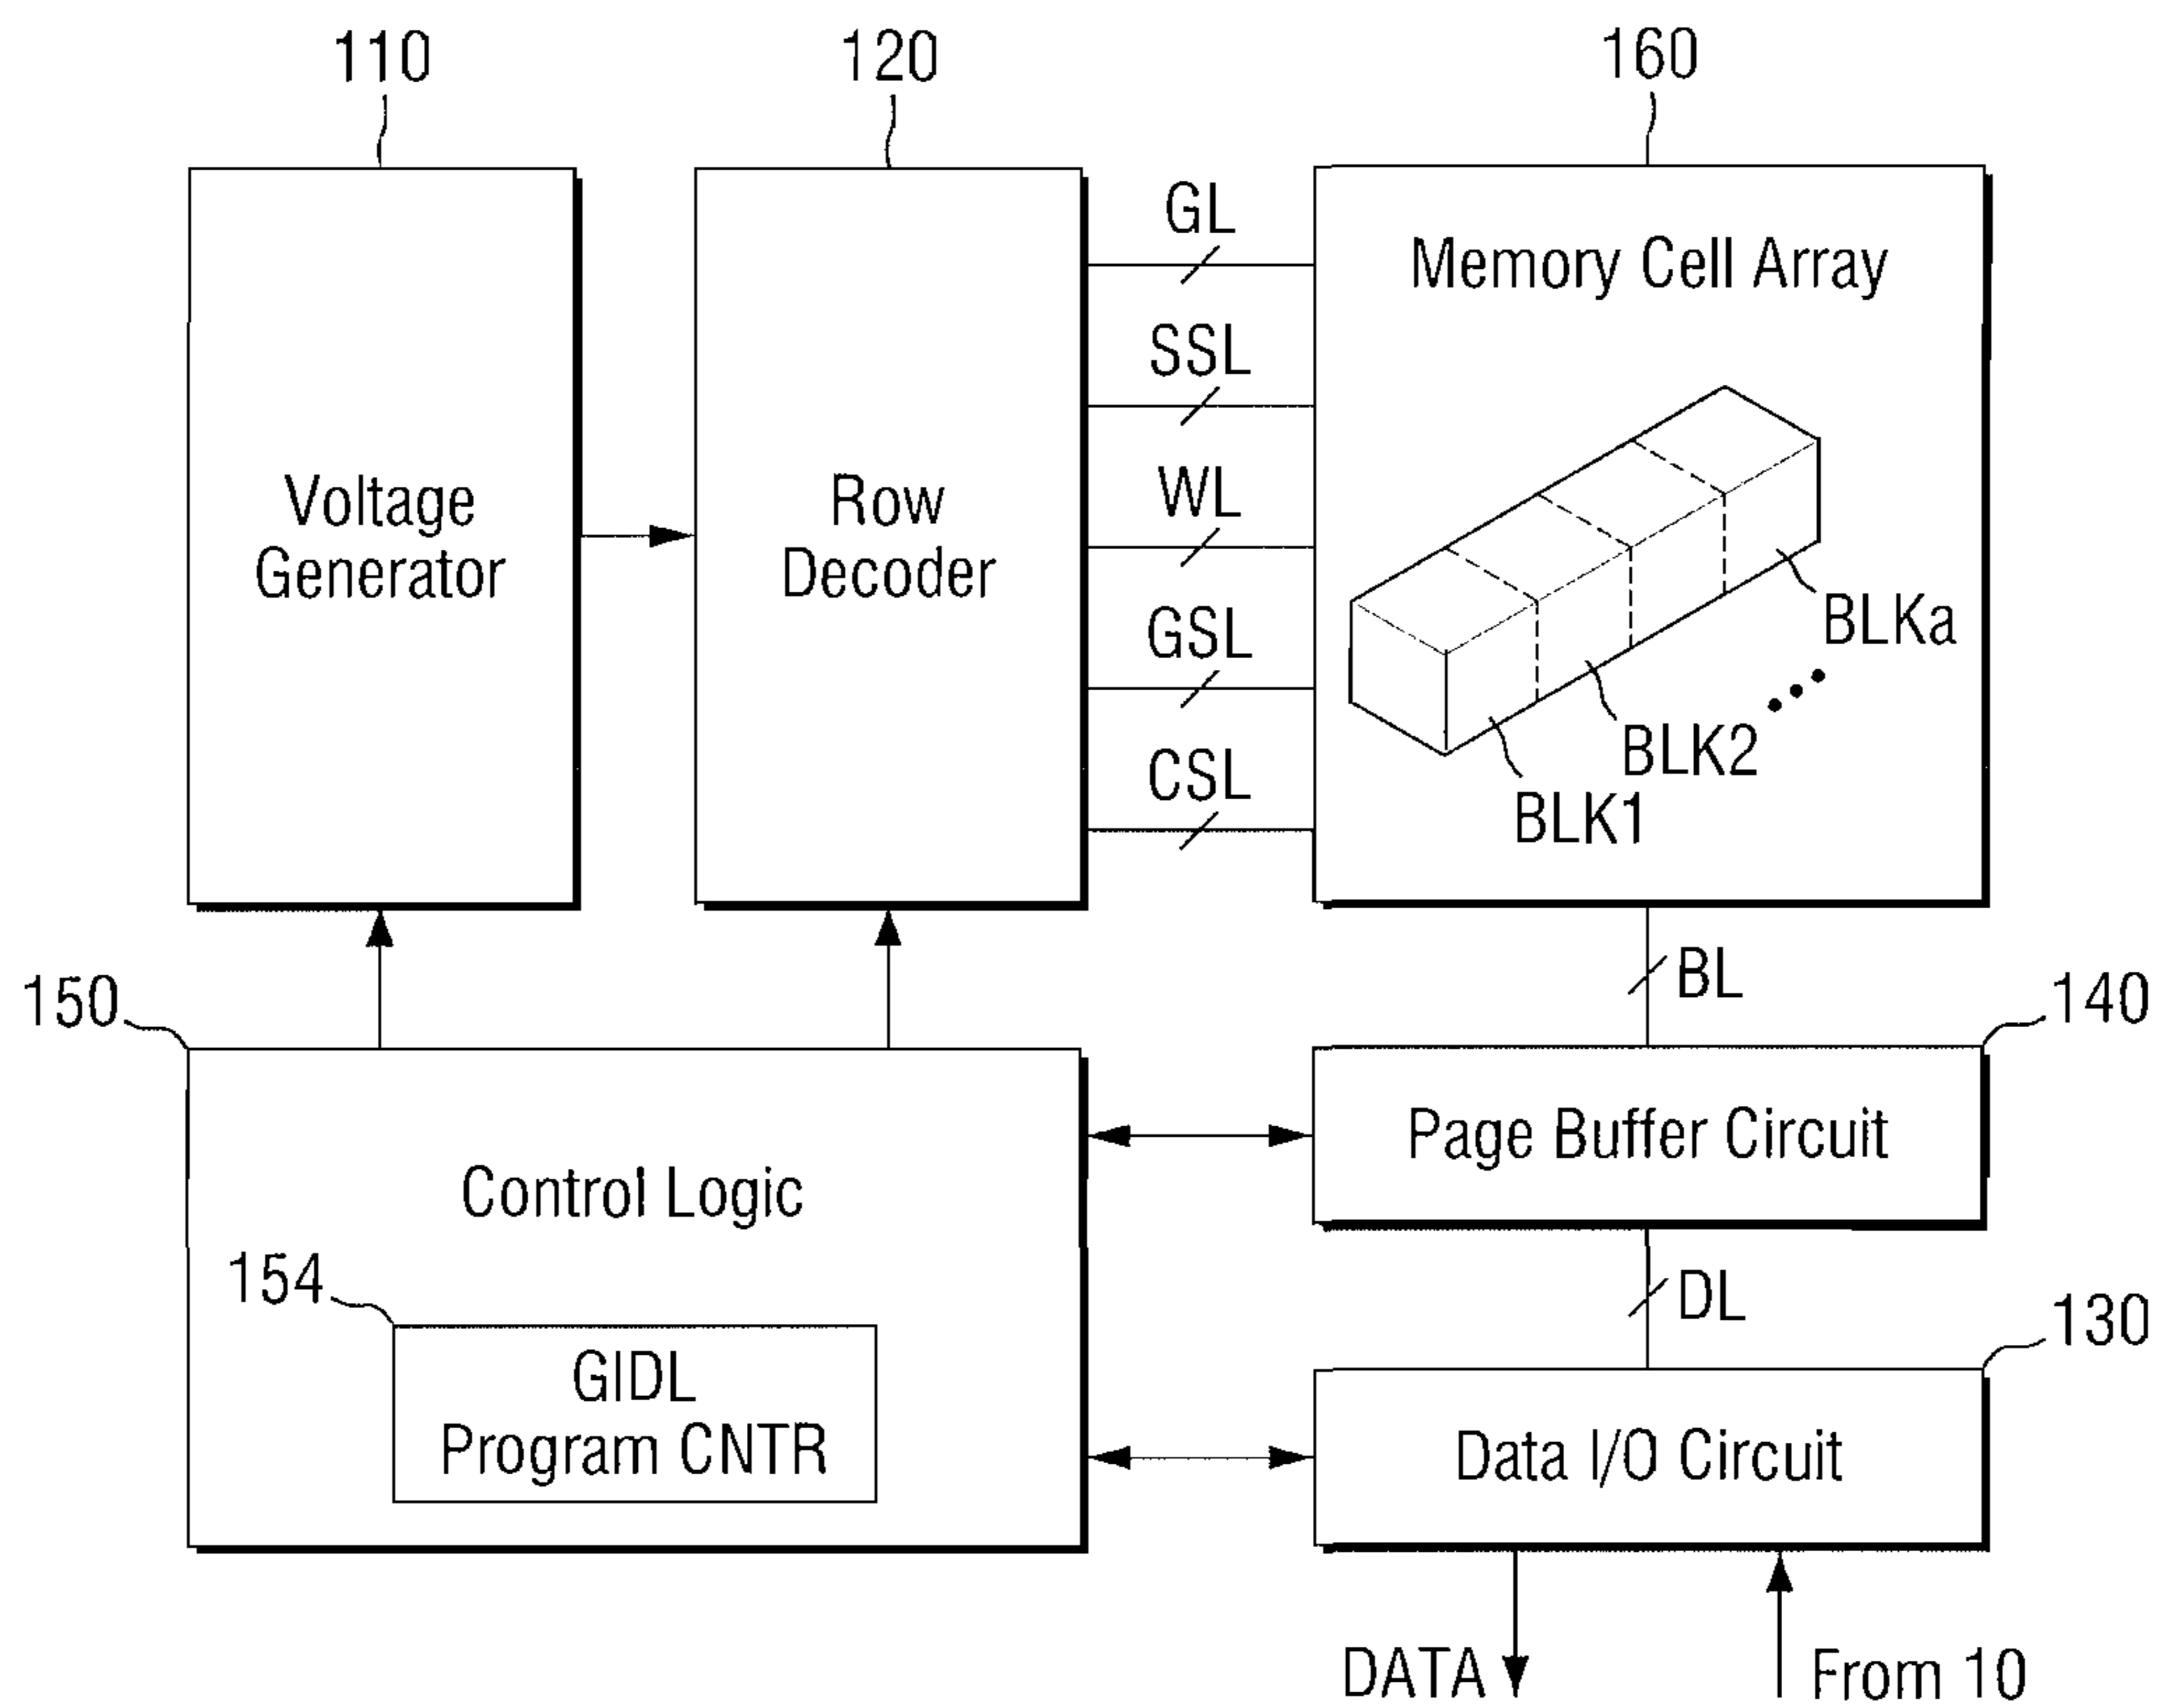 110
120
160
Voltage
Generator
Row
Decoder
GL
SSL
WL
GSL
CSL
Memory Cell Array
BLKa
BLK2
BLK1
BL
150
140
Control Logic
Page Buffer Circuit
154
DL
130
GIDL
Program CNTR
Data I/O Circuit
DATA
From 10